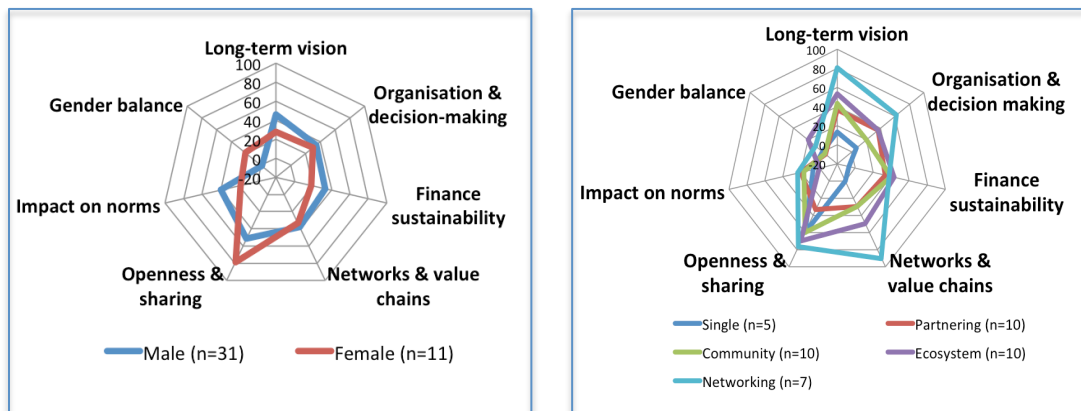 Long-term vision
100
80
60
40
20
0
-20
Organisation &
decision-making
Finance
sustainability
Networks & value
chains
Openness &
sharing
Impact on norms
Gender balance
Male (n=31)
Female (n=11)
Long-term vision
100
80
60
40
20
0
-20
Organisation &
decision making
Finance
sustainability
Networks &
value chains
Openness &
sharing
Impact on norms
Gender balance
Single (n=5)
Partnering (n=10)
Community (n=10)
Ecosystem (n=10)
Networking (n=7)